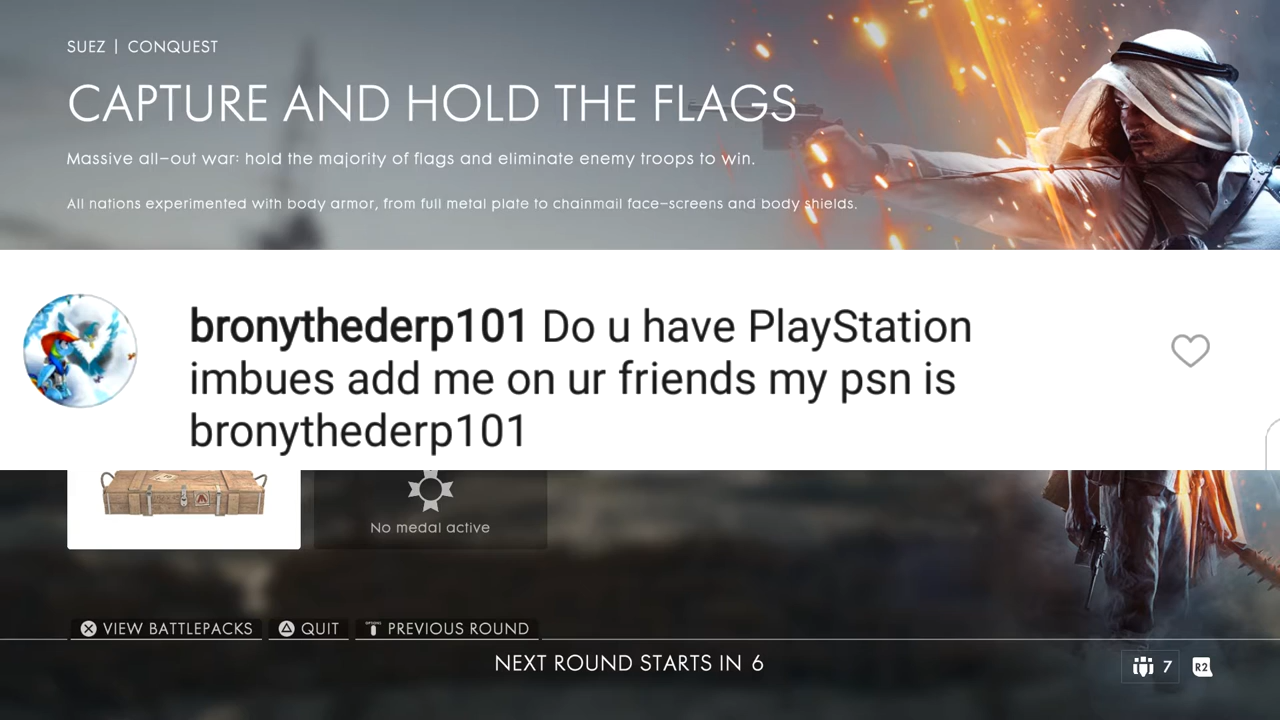 SUEZ | CONQUEST
CAPTURE AND HOLD THE FLAGS
Massive all-out war: hold the majority of flags and eliminate enemy troops to win.
All nations experimented with body armor, from full metal plate to chainmail face-screens and body shields.
bronythederp101 Do u have PlayStation
imbues add me on ur friends my psn is
bronythederp101
No medal active
VIEW BATTLEPACKS QUIT OPTIONS PREVIOUS ROUND
NEXT ROUND STARTS IN 6
7 R2